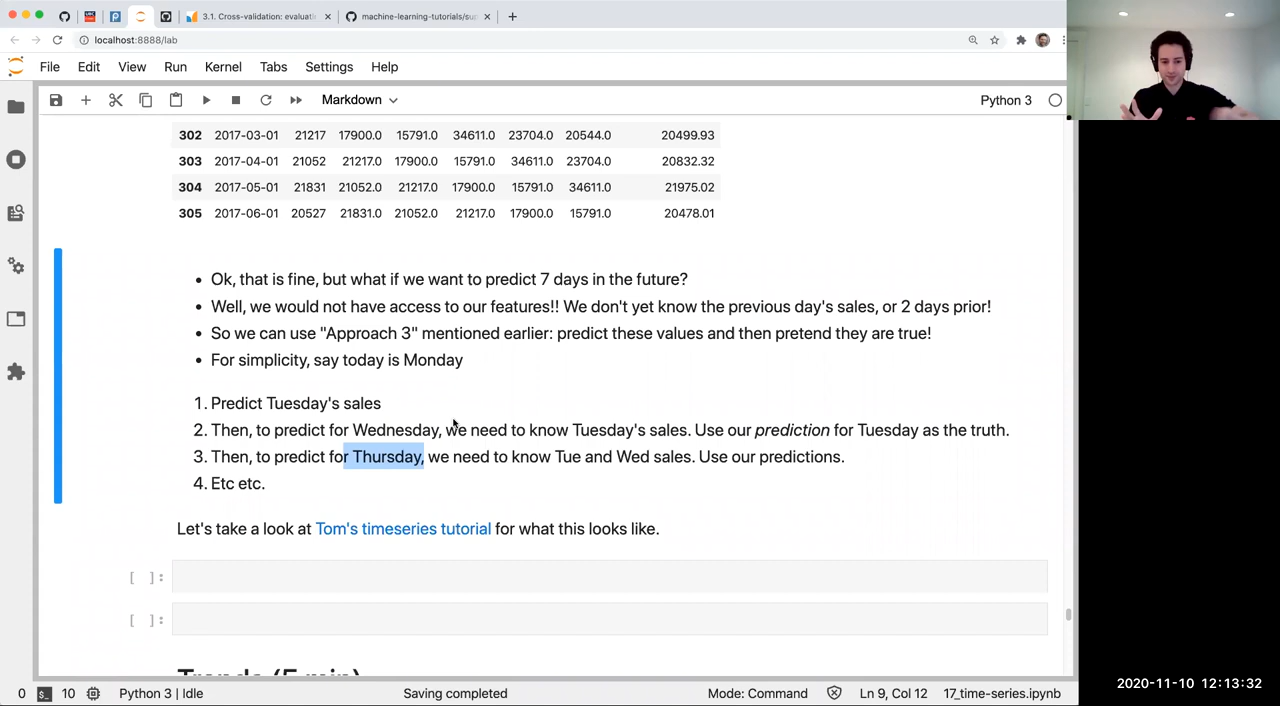 3.1. Cross-validation: evaluati
machine-learning-tutorials/su
localhost:8888/lab
File Edit View Run Kernel Tabs Settings Help
Markdown
Python 3
302 2017-03-01 21217 17900.0 15791.0 34611.0 23704.0 20544.0 20499.93
303 2017-04-01 21052 21217.0 17900.0 15791.0 34611.0 23704.0 20832.32
304 2017-05-01 21831 21052.0 21217.0 17900.0 15791.0 34611.0 21975.02
305 2017-06-01 20527 21831.0 21052.0 21217.0 17900.0 15791.0 20478.01
• Ok, that is fine, but what if we want to predict 7 days in the future?
• Well, we would not have access to our features!! We don't yet know the previous day's sales, or 2 days prior!
• So we can use "Approach 3" mentioned earlier: predict these values and then pretend they are true!
• For simplicity, say today is Monday
1. Predict Tuesday's sales
2. Then, to predict for Wednesday, we need to know Tuesday's sales. Use our prediction for Tuesday as the truth.
3. Then, to predict for Thursday, we need to know Tue and Wed sales. Use our predictions.
4. Etc etc.
Let's take a look at Tom's timeseries tutorial for what this looks like.
[ ]:
[ ]:
Trends (5 min)
0 $_ 10 Python 3 | Idle Saving completed Mode: Command Ln 9, Col 12 17_time-series.ipynb
2020-11-10 12:13:32